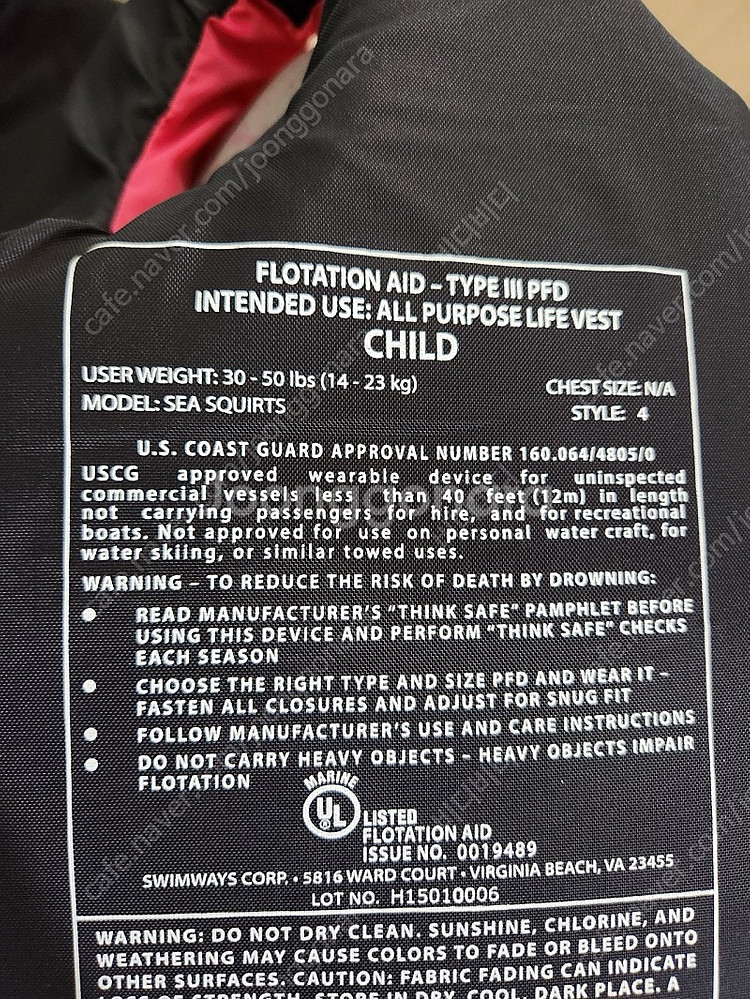 FLOTATION AID – TYPE III PFD
INTENDED USE: ALL PURPOSE LIFE VEST
CHILD
USER WEIGHT: 30 - 50 lbs (14 - 23 kg)
CHEST SIZE: N/A
MODEL: SEA SQUIRTS
STYLE: 4
U.S. COAST GUARD APPROVAL NUMBER 160.064/4805/0
USCG approved wearable device for uninspected
commercial vessels less than 40 feet (12m) in length
not carrying passengers for hire, and for recreational
boats. Not approved for use on personal water craft, for
water skiing, or similar towed uses.
WARNING – TO REDUCE THE RISK OF DEATH BY DROWNING:
• READ MANUFACTURER'S "THINK SAFE" PAMPHLET BEFORE
USING THIS DEVICE AND PERFORM "THINK SAFE" CHECKS
EACH SEASON
• CHOOSE THE RIGHT TYPE AND SIZE PFD AND WEAR IT –
FASTEN ALL CLOSURES AND ADJUST FOR SNUG FIT
• FOLLOW MANUFACTURER'S USE AND CARE INSTRUCTIONS
• DO NOT CARRY HEAVY OBJECTS – HEAVY OBJECTS IMPAIR
FLOTATION
MARINE
UL
LISTED
FLOTATION AID
ISSUE NO. 0019489
SWIMWAYS CORP. • 5816 WARD COURT • VIRGINIA BEACH, VA 23455
LOT NO. H15010006
WARNING: DO NOT DRY CLEAN. SUNSHINE, CHLORINE, AND
WEATHERING MAY CAUSE COLORS TO FADE OR BLEED ONTO
OTHER SURFACES. CAUTION: FABRIC FADING CAN INDICATE
LOSS OF STRENGTH. STORE IN DRY, COOL, DARK PLACE. A
cafe.naver.com/joonggonara